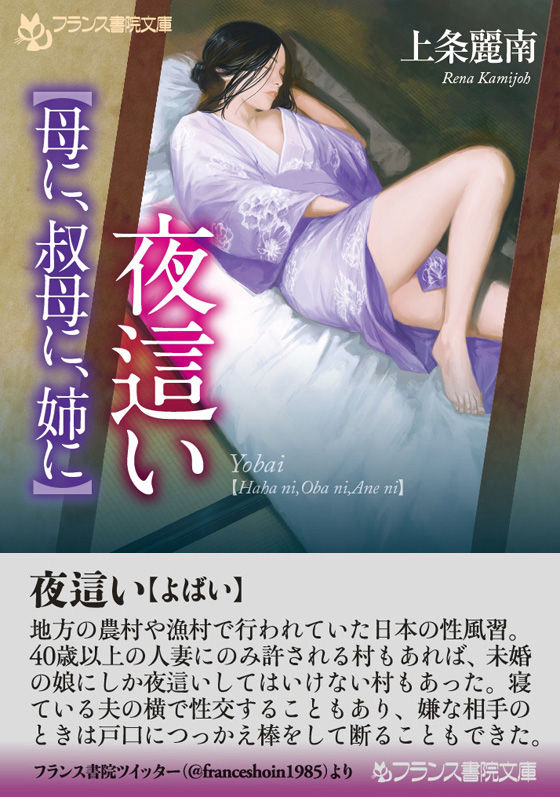 フランス書院文庫
上条麗南
Rena Kamijoh
夜這い
【母に、叔母に、姉に】
Yobai
【Haha ni,Oba ni,Ane ni】
夜這い【よばい】
地方の農村や漁村で行われていた日本の性風習。
40歳以上の人妻にのみ許される村もあれば、未婚
の娘にしか夜這いしてはいけない村もあった。寝
ている夫の横で性交することもあり、嫌な相手の
ときは戸口につっかえ棒をして断ることもできた。
フランス書院ツイッター(@franceshoin1985)より
フランス書院文庫